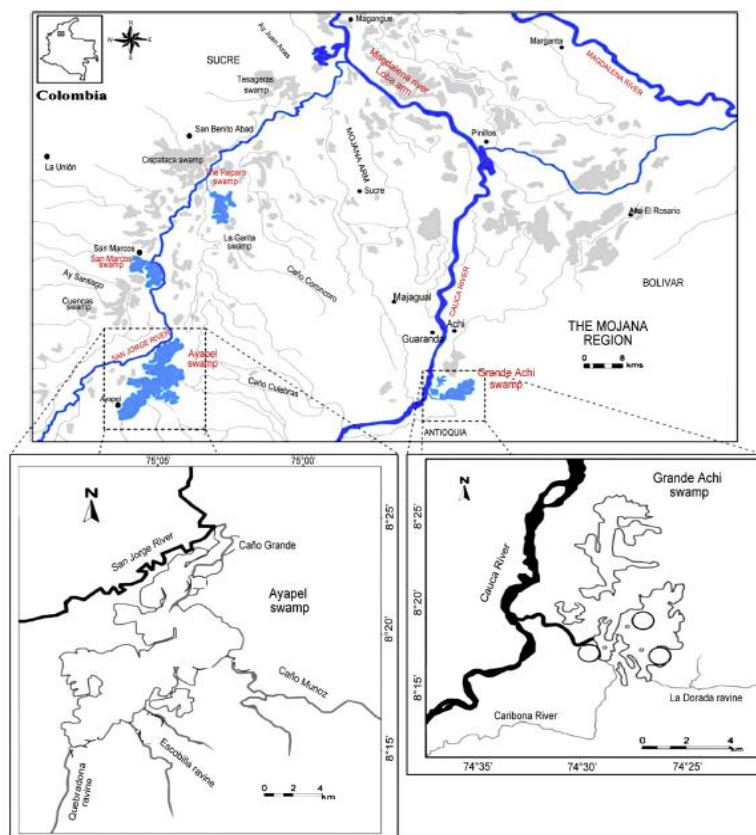 Magangue
Ay Juan Arias
SUCRE
Margarita
MAGDALENA RIVER
Colombia
Tesageras
swamp
Magdalena river
Loba arm
San Benito Abad
Pinillos
La Unión
Cispataca swamp
The Reparo
swamp
MOJANA ARM
Sucre
Alto El Rosario
La Gerita
swamp
San Marcos
San Marcos
swamp
Ay Santiago
Caño Corcncoro
CAUCA RIVER
BOLIVAR
Cuencas
swamp
Majagual
Achi
Guaranda
THE MOJANA
REGION
0 8
kms
SAN JORGE RIVER
Ayapel
swamp
Ayapel
Caño Culebras
Grande Achi
swamp
ANTIOQUIA
75°05' 75°00'
N
San Jorge River
Caño Grande
Ayapel
swamp
Caño Munoz
Escobilla ravine
Quebradona
ravine
0 2 4
km
8°25'
8°20'
8°15'
N
Grande Achi
swamp
Cauca River
La Dorada ravine
Caribona River
0 2 4
km
8°25'
8°20'
8°15'
74°35' 74°30' 74°25'